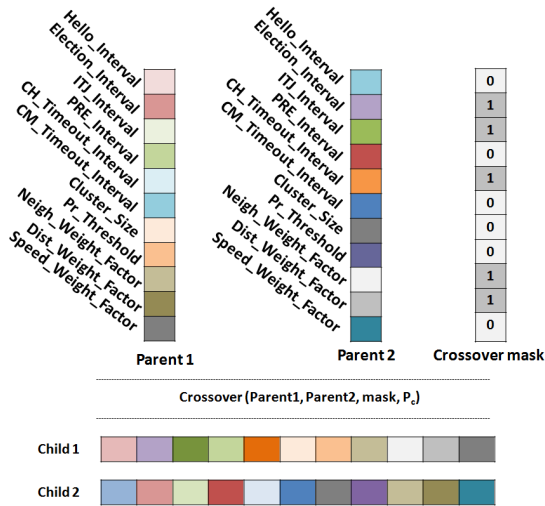 Hello_Interval
Election_Interval
ITJ_Interval
PRE_Interval
CH_Timeout_Interval
CM_Timeout_Interval
Cluster_Size
Pr_Threshold
Neigh_Weight_Factor
Dist_Weight_Factor
Speed_Weight_Factor
Parent 1
Hello_Interval
Election_Interval
ITJ_Interval
PRE_Interval
CH_Timeout_Interval
CM_Timeout_Interval
Cluster_Size
Pr_Threshold
Neigh_Weight_Factor
Dist_Weight_Factor
Speed_Weight_Factor
Parent 2
0
1
1
0
1
0
0
0
1
1
0
Crossover mask
Crossover (Parent1, Parent2, mask, Pc)
Child 1
Child 2